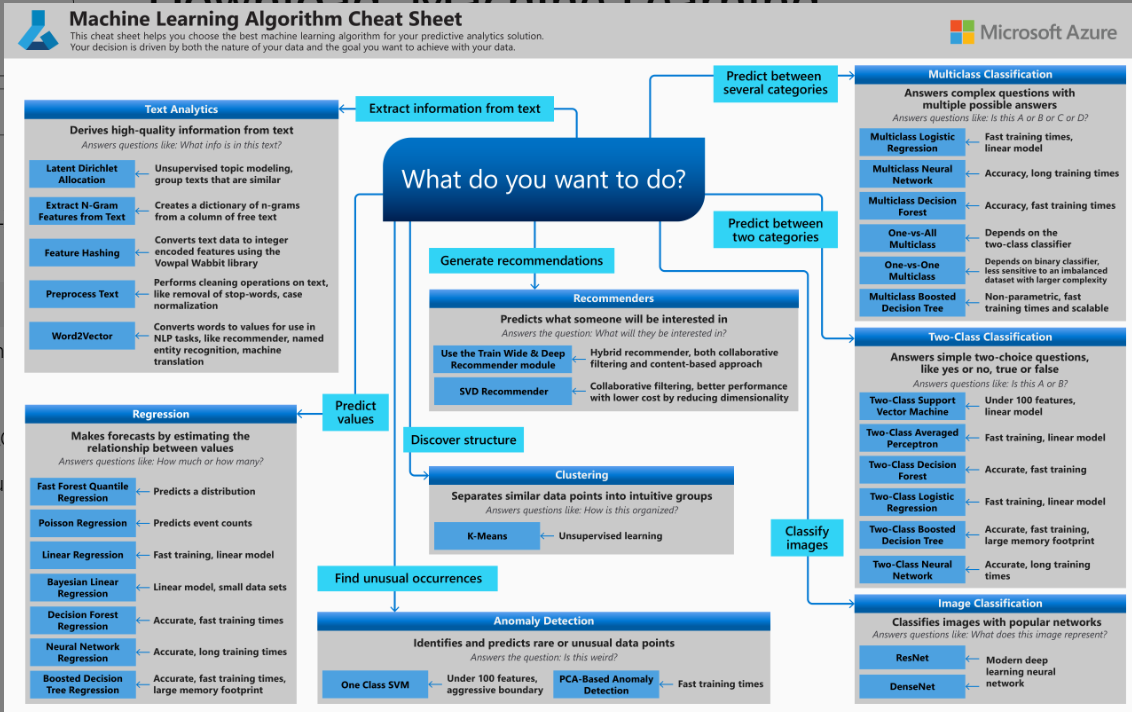 Machine Learning Algorithm Cheat Sheet
This cheat sheet helps you choose the best machine learning algorithm for your predictive analytics solution.
Your decision is driven by both the nature of your data and the goal you want to achieve with your data.
Microsoft Azure
What do you want to do?
Extract information from text
Text Analytics
Derives high-quality information from text
Answers questions like: What info is in this text?
Latent Dirichlet
Allocation
Unsupervised topic modeling,
group texts that are similar
Extract N-Gram
Features from Text
Creates a dictionary of n-grams
from a column of free text
Feature Hashing
Converts text data to integer
encoded features using the
Vowpal Wabbit library
Preprocess Text
Performs cleaning operations on text,
like removal of stop-words, case
normalization
Word2Vector
Converts words to values for use in
NLP tasks, like recommender, named
entity recognition, machine
translation
Predict
values
Regression
Makes forecasts by estimating the
relationship between values
Answers questions like: How much or how many?
Fast Forest Quantile
Regression
Predicts a distribution
Poisson Regression
Predicts event counts
Linear Regression
Fast training, linear model
Bayesian Linear
Regression
Linear model, small data sets
Decision Forest
Regression
Accurate, fast training times
Neural Network
Regression
Accurate, long training times
Boosted Decision
Tree Regression
Accurate, fast training times,
large memory footprint
Generate recommendations
Recommenders
Predicts what someone will be interested in
Answers the question: What will they be interested in?
Use the Train Wide & Deep
Recommender module
Hybrid recommender, both collaborative
filtering and content-based approach
SVD Recommender
Collaborative filtering, better performance
with lower cost by reducing dimensionality
Discover structure
Clustering
Separates similar data points into intuitive groups
Answers questions like: How is this organized?
K-Means
Unsupervised learning
Find unusual occurrences
Anomaly Detection
Identifies and predicts rare or unusual data points
Answers the question: Is this weird?
One Class SVM
Under 100 features,
aggressive boundary
PCA-Based Anomaly
Detection
Fast training times
Predict between
several categories
Multiclass Classification
Answers complex questions with
multiple possible answers
Answers questions like: Is this A or B or C or D?
Multiclass Logistic
Regression
Fast training times,
linear model
Multiclass Neural
Network
Accuracy, long training times
Multiclass Decision
Forest
Accuracy, fast training times
One-vs-All
Multiclass
Depends on the
two-class classifier
One-vs-One
Multiclass
Depends on binary classifier,
less sensitive to an imbalanced
dataset with larger complexity
Multiclass Boosted
Decision Tree
Non-parametric, fast
training times and scalable
Predict between
two categories
Two-Class Classification
Answers simple two-choice questions,
like yes or no, true or false
Answers questions like: Is this A or B?
Two-Class Support
Vector Machine
Under 100 features,
linear model
Two-Class Averaged
Perceptron
Fast training, linear model
Two-Class Decision
Forest
Accurate, fast training
Two-Class Logistic
Regression
Fast training, linear model
Two-Class Boosted
Decision Tree
Accurate, fast training,
large memory footprint
Two-Class Neural
Network
Accurate, long training
times
Classify
images
Image Classification
Classifies images with popular networks
Answers questions like: What does this image represent?
ResNet
DenseNet
Modern deep
learning neural
network